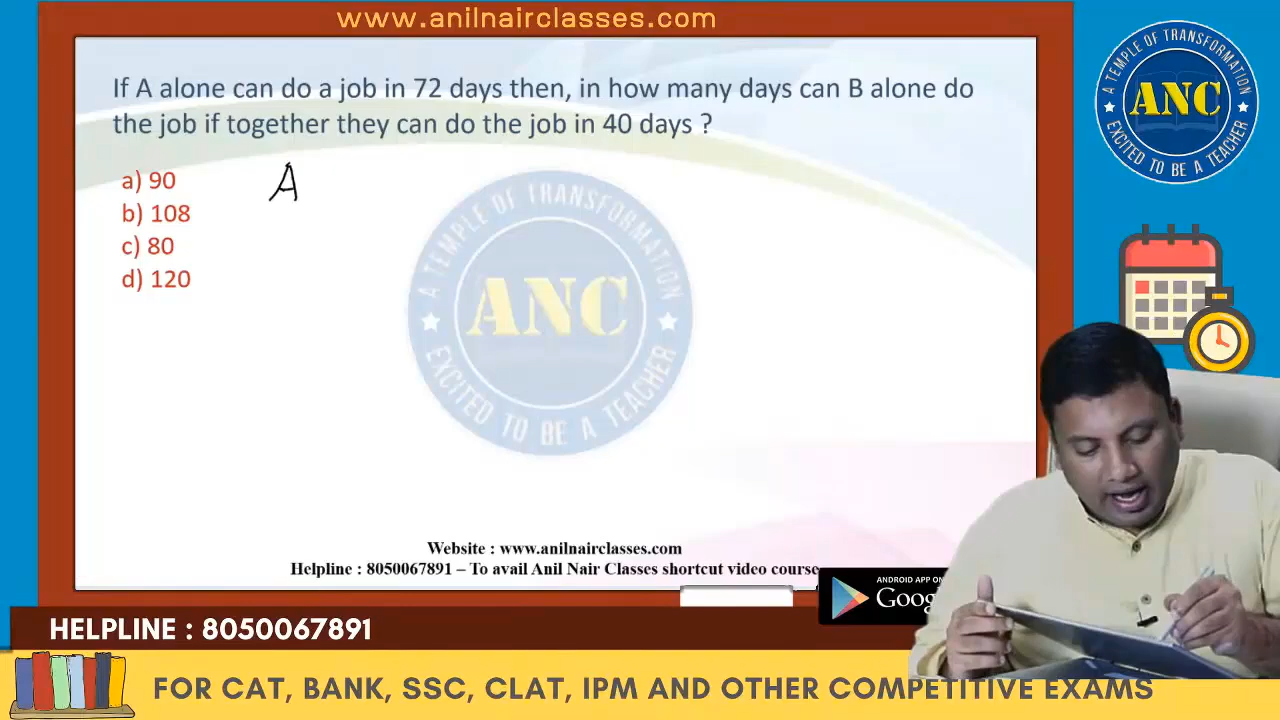 www.anilnairclasses.com
If A alone can do a job in 72 days then, in how many days can B alone do
the job if together they can do the job in 40 days ?
a) 90
A
b) 108
c) 80
d) 120
A TEMPLE OF TRANSFORMATION
ANC
EXCITED TO BE A TEACHER
A TEMPLE OF TRANSFORMATION
ANC
EXCITED TO BE A TEACHER
Website : www.anilnairclasses.com
Helpline : 8050067891 – To avail Anil Nair Classes shortcut video course
ANDROID APP ON
Goog
HELPLINE : 8050067891
FOR CAT, BANK, SSC, CLAT, IPM AND OTHER COMPETITIVE EXAMS